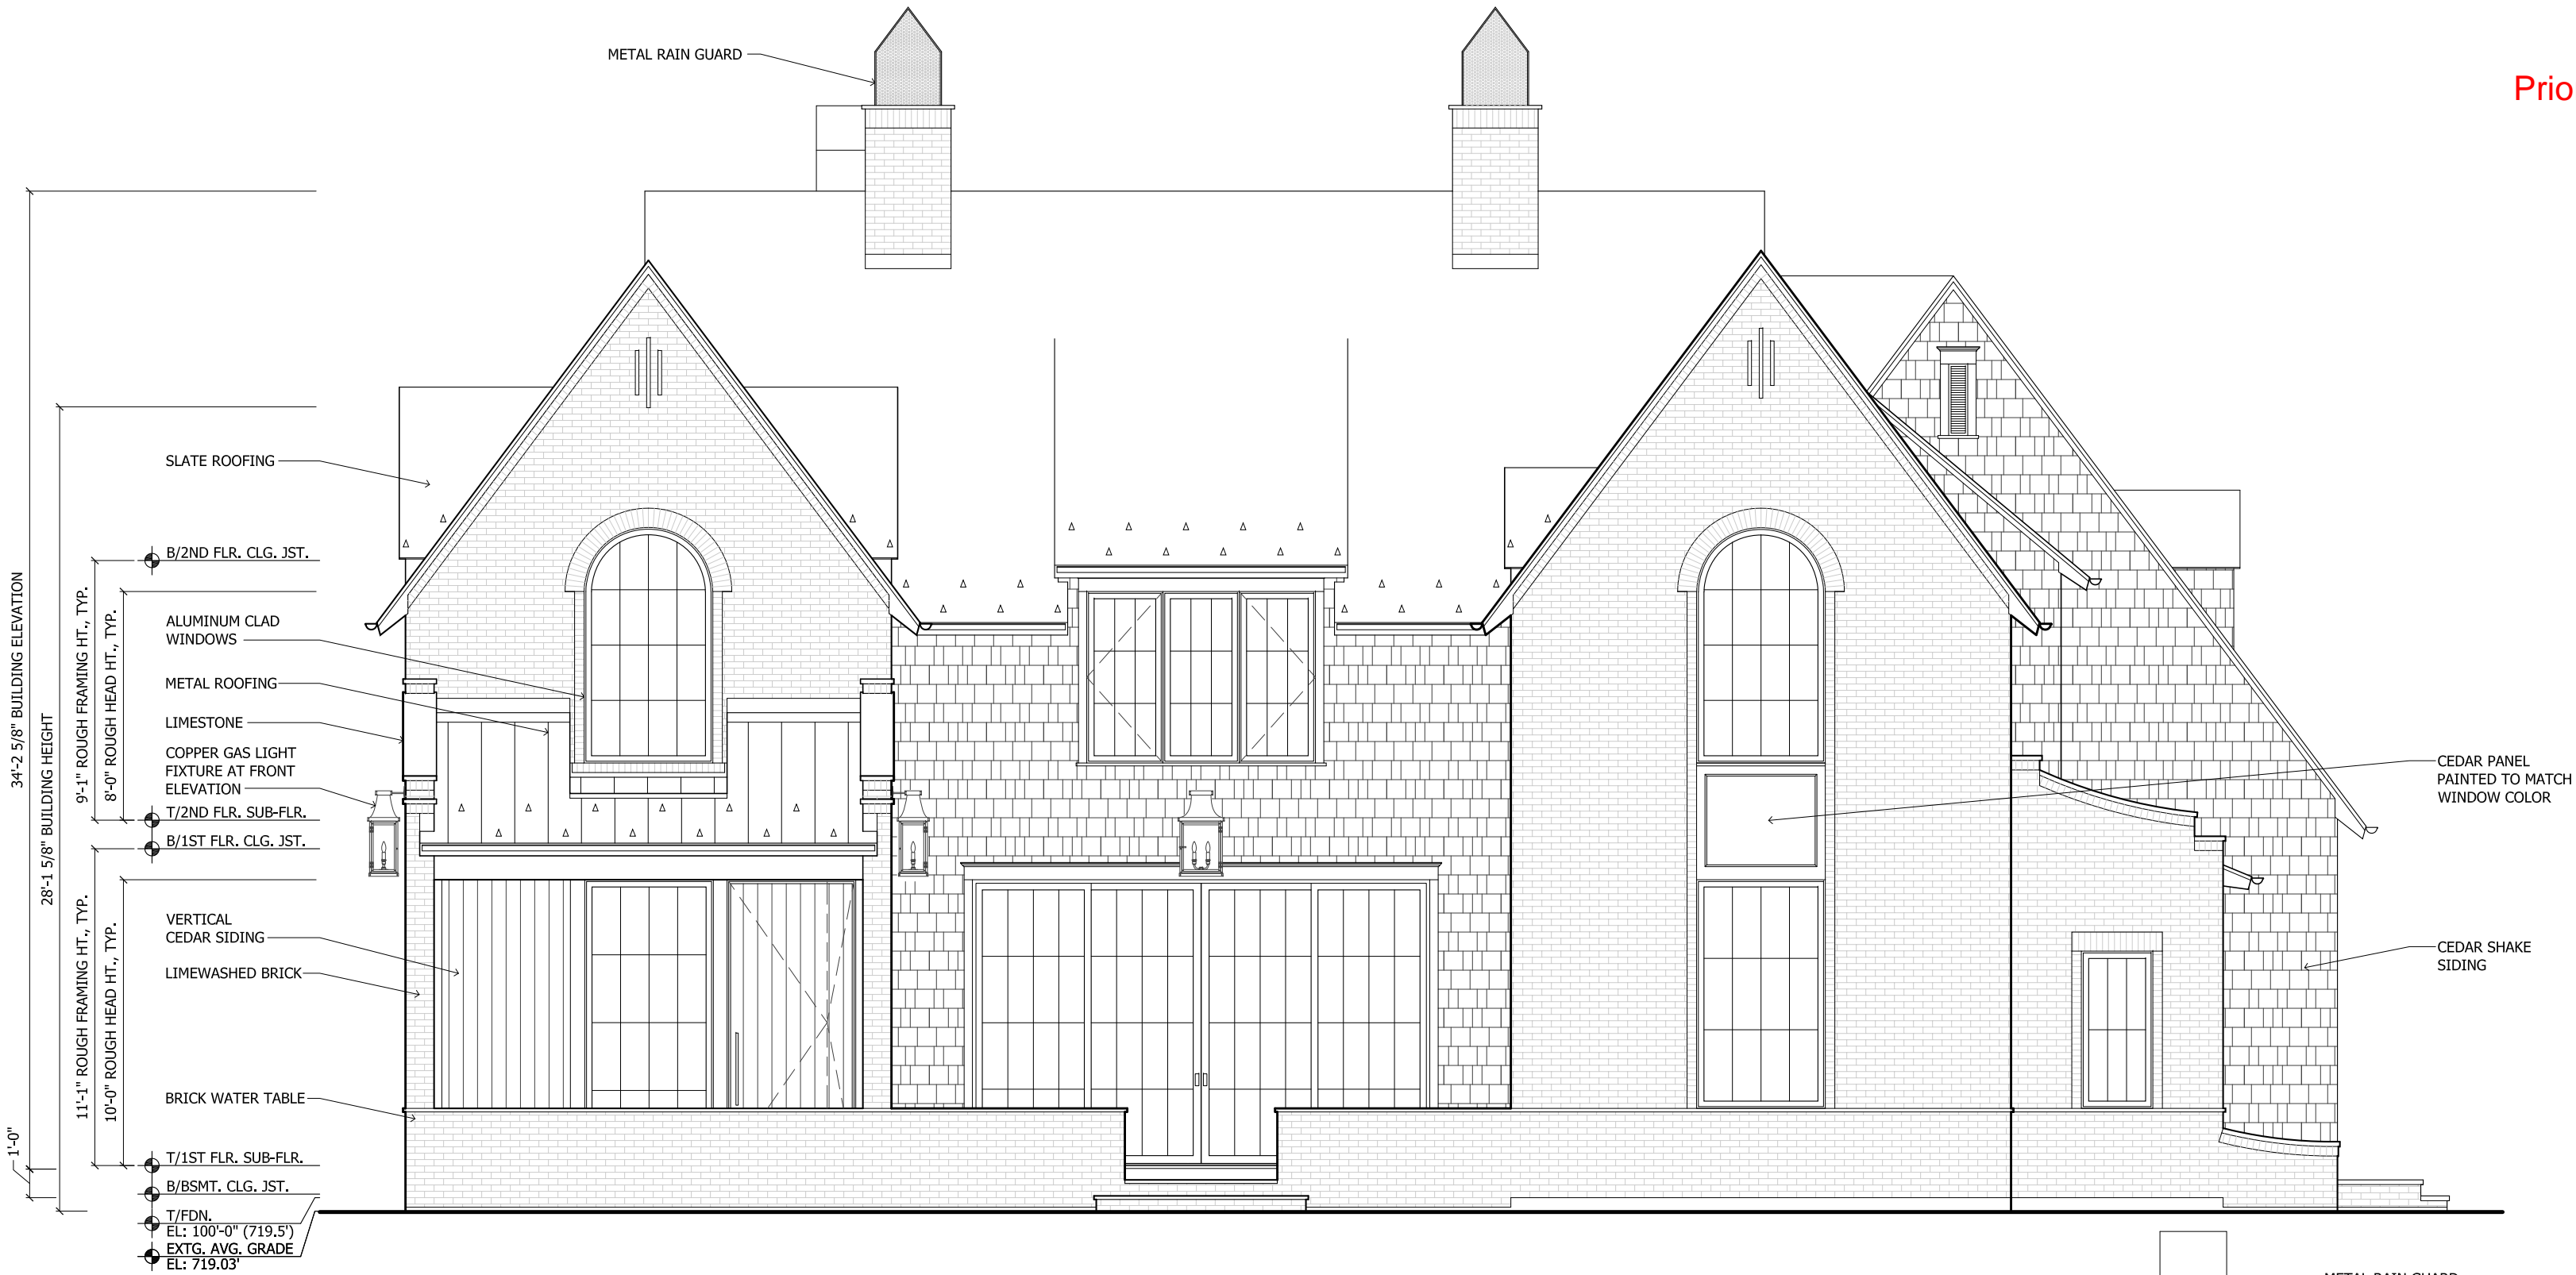 Prio
METAL RAIN GUARD
SLATE ROOFING
B/2ND FLR. CLG. JST.
ALUMINUM CLAD
WINDOWS
METAL ROOFING
LIMESTONE
COPPER GAS LIGHT
FIXTURE AT FRONT
ELEVATION
T/2ND FLR. SUB-FLR.
B/1ST FLR. CLG. JST.
VERTICAL
CEDAR SIDING
LIMEWASHED BRICK
BRICK WATER TABLE
T/1ST FLR. SUB-FLR.
B/BSMT. CLG. JST.
T/FDN.
EL: 100'-0" (719.5')
EXTG. AVG. GRADE
EL: 719.03'
34'-2 5/8" BUILDING ELEVATION
1'-0"
28'-1 5/8" BUILDING HEIGHT
9'-1" ROUGH FRAMING HT., TYP.
8'-0" ROUGH HEAD HT., TYP.
11'-1" ROUGH FRAMING HT., TYP.
10'-0" ROUGH HEAD HT., TYP.
CEDAR PANEL
PAINTED TO MATCH
WINDOW COLOR
CEDAR SHAKE
SIDING
METAL RAIN GUARD